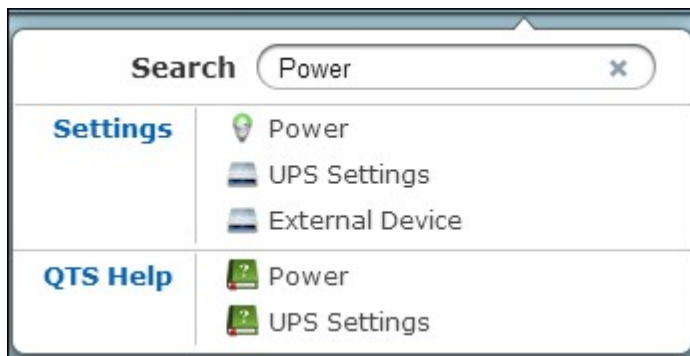 Search Power
Settings Power
UPS Settings
External Device
QTS Help Power
UPS Settings